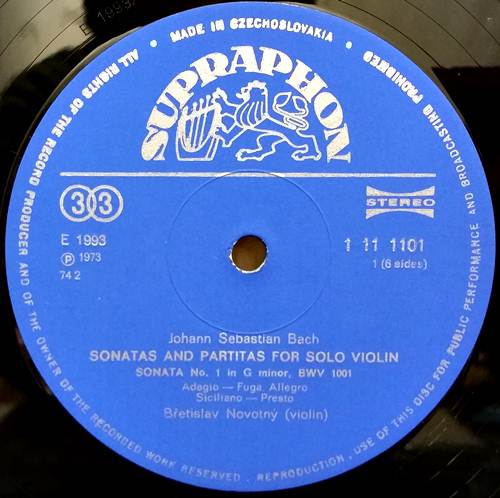 E 1993
ALL RIGHTS OF THE RECORD PRODUCER AND OF THE OWNER OF THE RECORDED WORK RESERVED . REPRODUCTION, USE OF THIS DISC FOR PUBLIC PERFORMANCE AND BROADCASTING PROHIBITED
• MADE IN CZECHOSLOVAKIA •
SUPRAPHON
33
STEREO
E 1993
1 11 1101
Ⓟ 1973
1 (6 sides)
74 2
Johann Sebastian Bach
SONATAS AND PARTITAS FOR SOLO VIOLIN
SONATA No. 1 in G minor, BWV 1001
Adagio — Fuga, Allegro
Siciliano — Presto
Břetislav Novotný (violin)